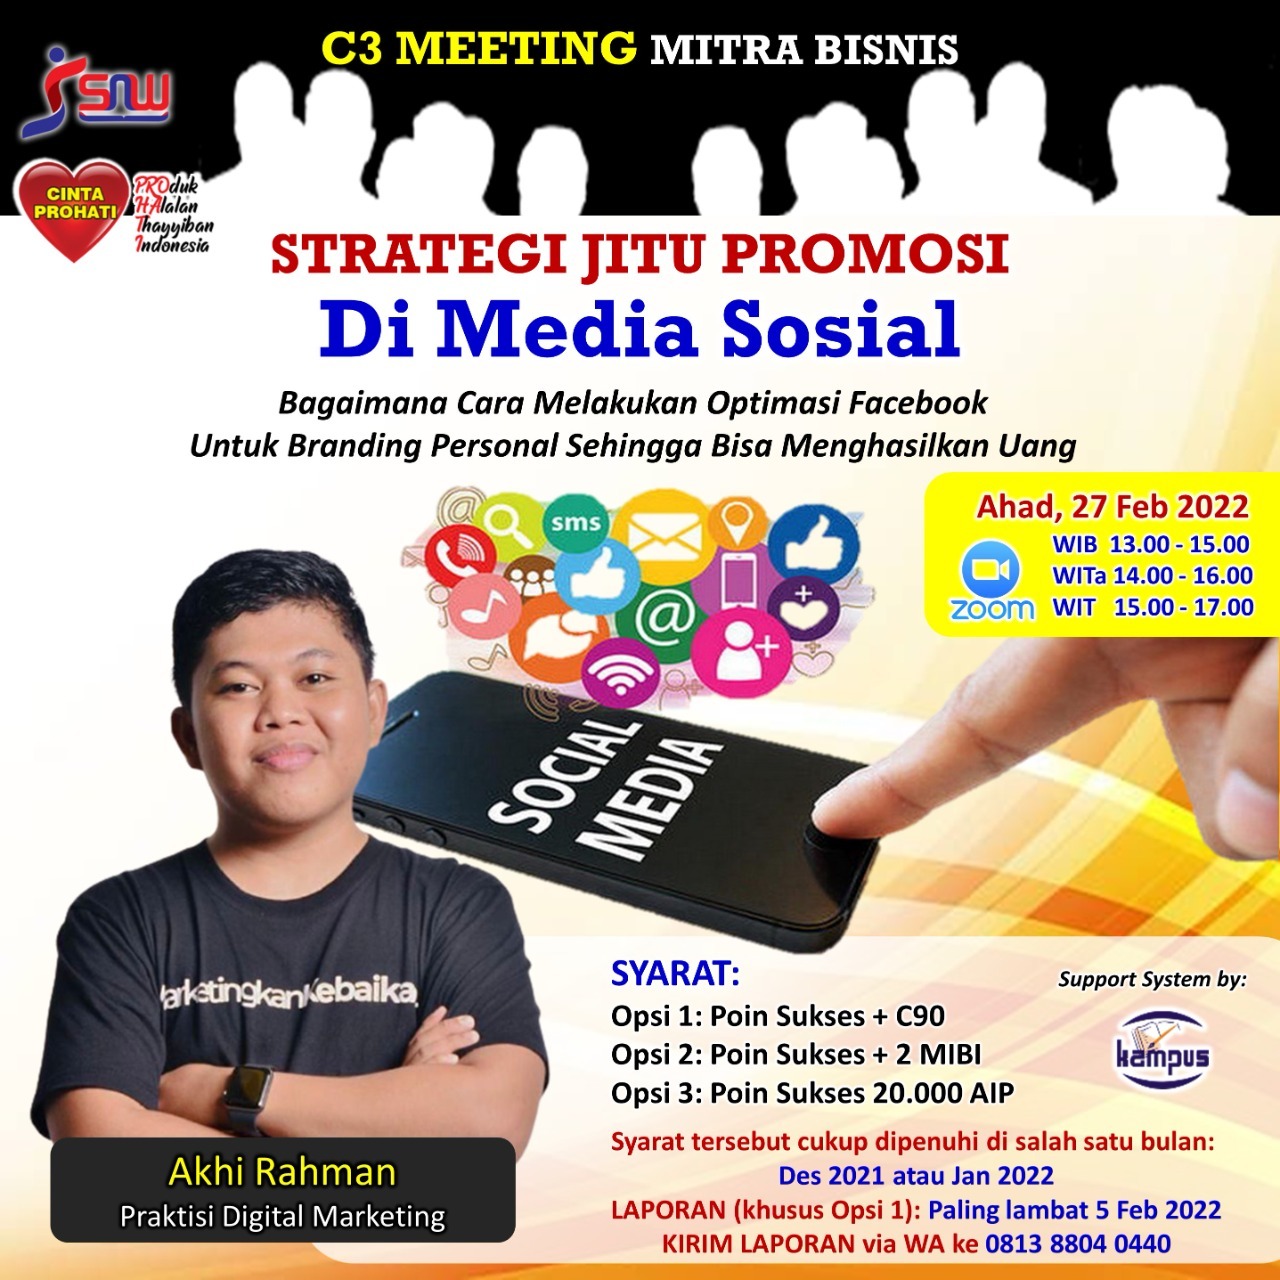 C3 MEETING MITRA BISNIS
SNW
CINTA
PROHATI
PROduk
HAlalan
Thayyiban
Indonesia
STRATEGI JITU PROMOSI
Di Media Sosial
Bagaimana Cara Melakukan Optimasi Facebook
Untuk Branding Personal Sehingga Bisa Menghasilkan Uang
Ahad, 27 Feb 2022
WIB 13.00 - 15.00
WITa 14.00 - 16.00
WIT 15.00 - 17.00
zoom
sms
SOCIAL
MEDIA
arketingkanKebaika
SYARAT:
Opsi 1: Poin Sukses + C90
Opsi 2: Poin Sukses + 2 MIBI
Opsi 3: Poin Sukses 20.000 AIP
Support System by:
kampus
Syarat tersebut cukup dipenuhi di salah satu bulan:
Des 2021 atau Jan 2022
LAPORAN (khusus Opsi 1): Paling lambat 5 Feb 2022
KIRIM LAPORAN via WA ke 0813 8804 0440
Akhi Rahman
Praktisi Digital Marketing